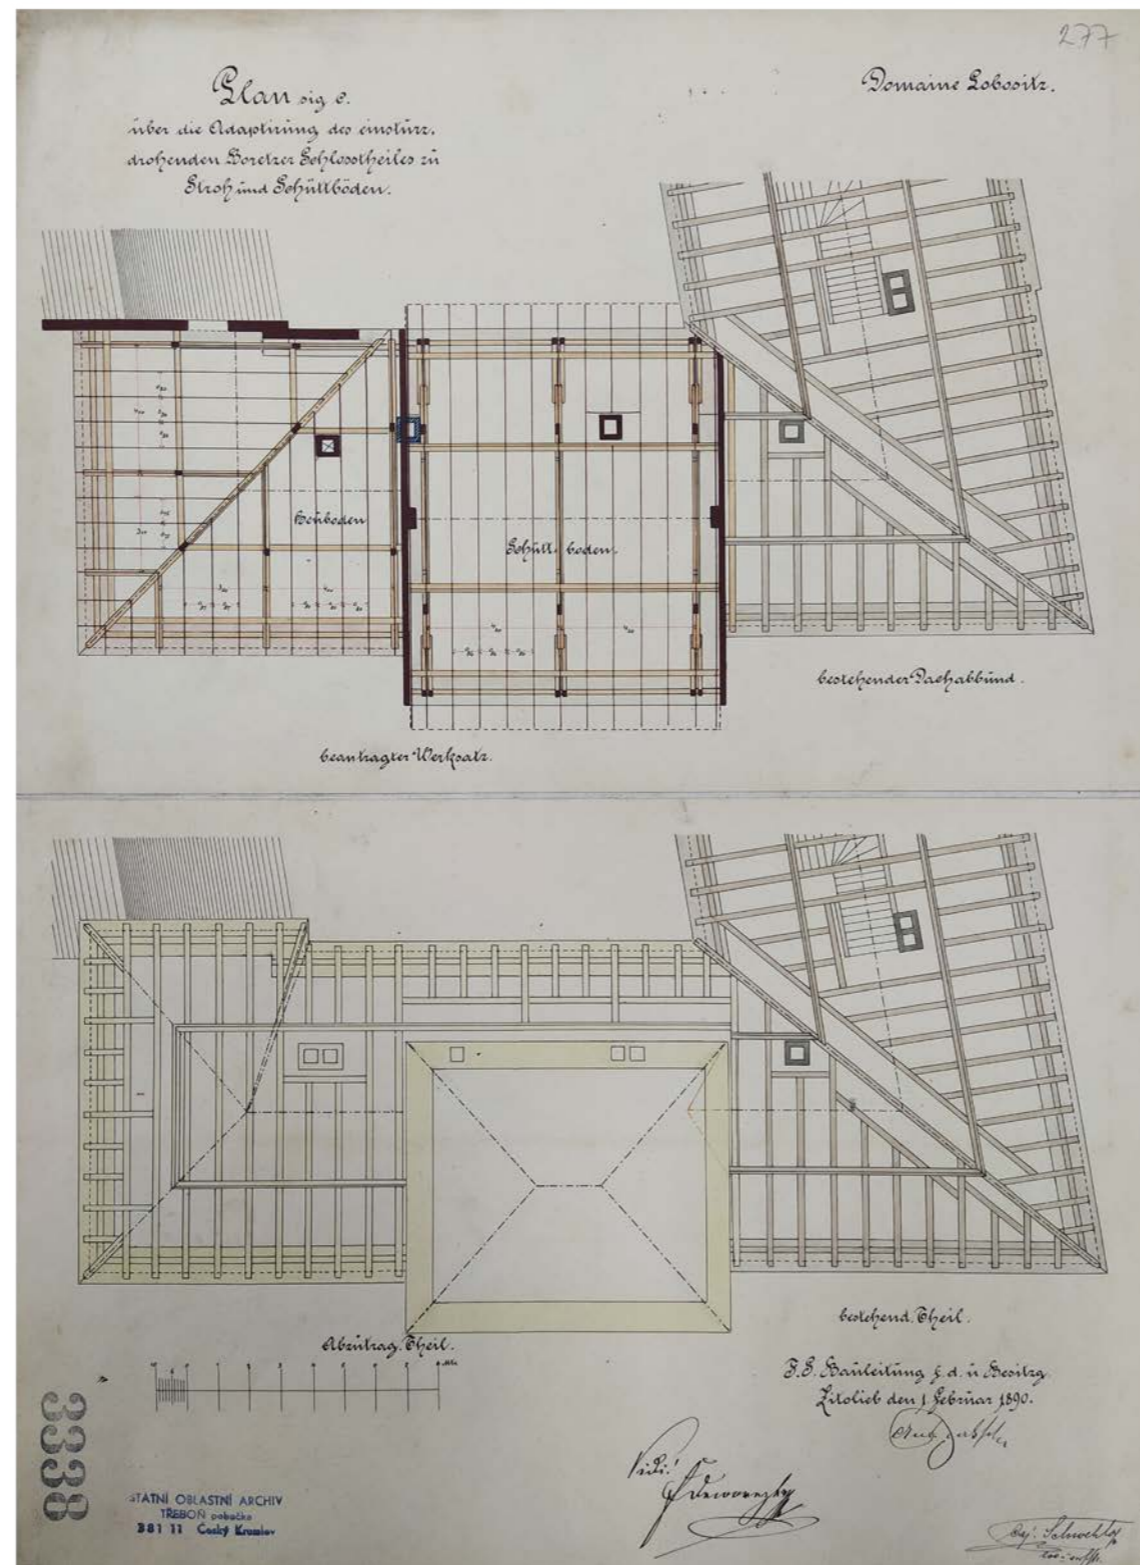 277
Domaine Lobositz.
Plan sig c.
über die Adaptirung des einsturz.
drohenden Boretzer Schlosstheiles zu
Stroh und Schüttböden.
Heuboden
Schütt boden.
bestehender Dachabbund.
beantragter Werksatz.
bestehend. Theil.
Abzutrag. Theil.
F. S. Bauleitung f. d. ü. Besitzg
Zitolieb den 1 Februar 1890.
Vidi!
3338
STÁTNÍ OBLASTNÍ ARCHIV
TŘEBOŇ pobočka
381 11 Český Krumlov